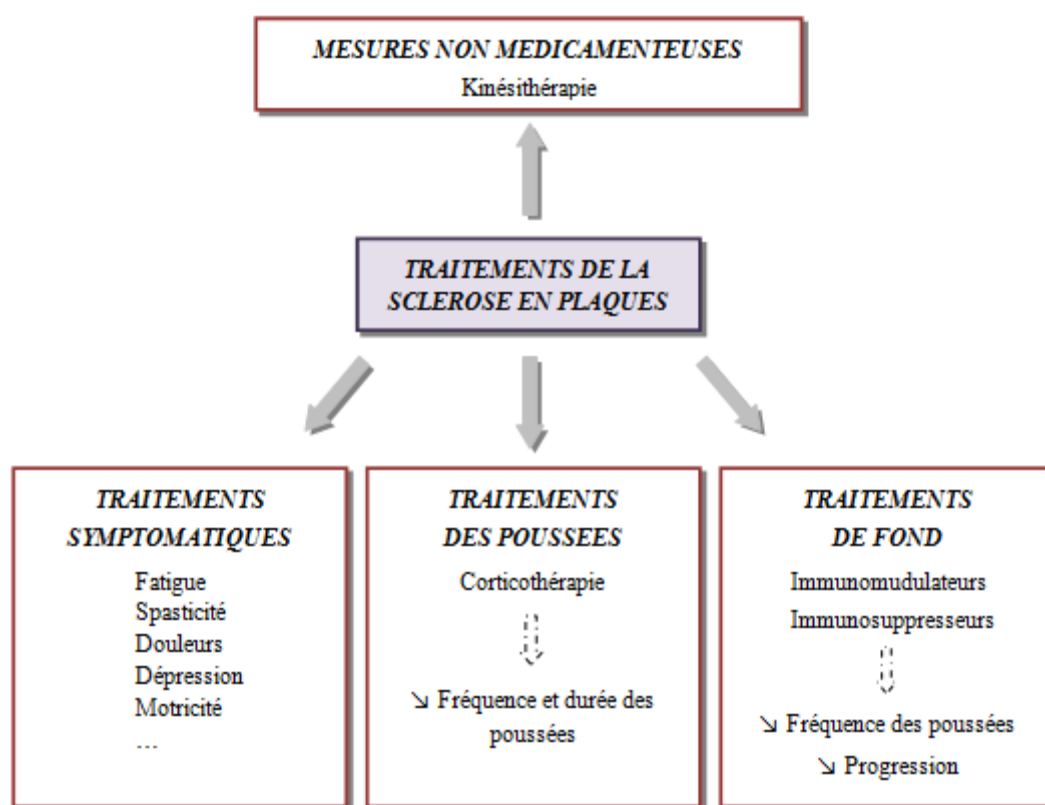 MESURES NON MEDICAMENTEUSES
Kinésithérapie
TRAITEMENTS DE LA
SCLEROSE EN PLAQUES
TRAITEMENTS
SYMPTOMATIQUES
Fatigue
Spasticité
Douleurs
Dépression
Motricité
…
TRAITEMENTS
DES POUSSEES
Corticothérapie
↘ Fréquence et durée des
poussées
TRAITEMENTS
DE FOND
Immunomudulateurs
Immunosuppresseurs
↘ Fréquence des poussées
↘ Progression